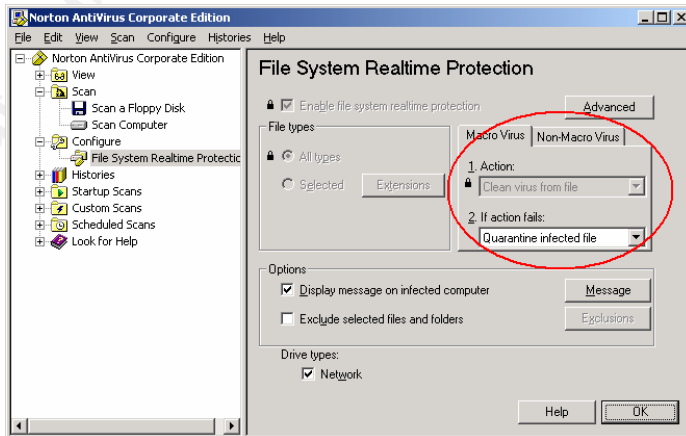 Norton AntiVirus Corporate Edition
File Edit View Scan Configure Histories Help
Norton AntiVirus Corporate Edition
View
Scan
Scan a Floppy Disk
Scan Computer
Configure
File System Realtime Protectic
Histories
Startup Scans
Custom Scans
Scheduled Scans
Look for Help
File System Realtime Protection
Enable file system realtime protection
Advanced
File types
All types
Selected
Extensions
Macro Virus
Non-Macro Virus
1. Action:
Clean virus from file
2. If action fails:
Quarantine infected file
Options
Display message on infected computer
Message
Exclude selected files and folders
Exclusions
Drive types:
Network
Help
OK